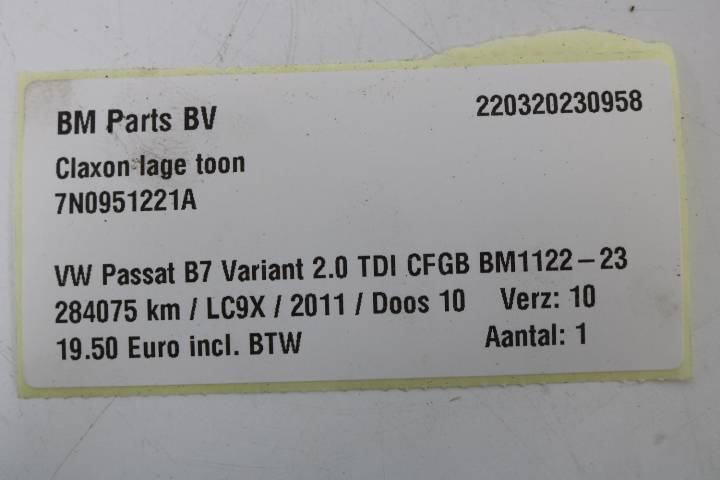 BM Parts BV 220320230958
Claxon lage toon
7N0951221A
VW Passat B7 Variant 2.0 TDI CFGB BM1122-23
284075 km / LC9X / 2011 / Doos 10 Verz: 10
19.50 Euro incl. BTW Aantal: 1